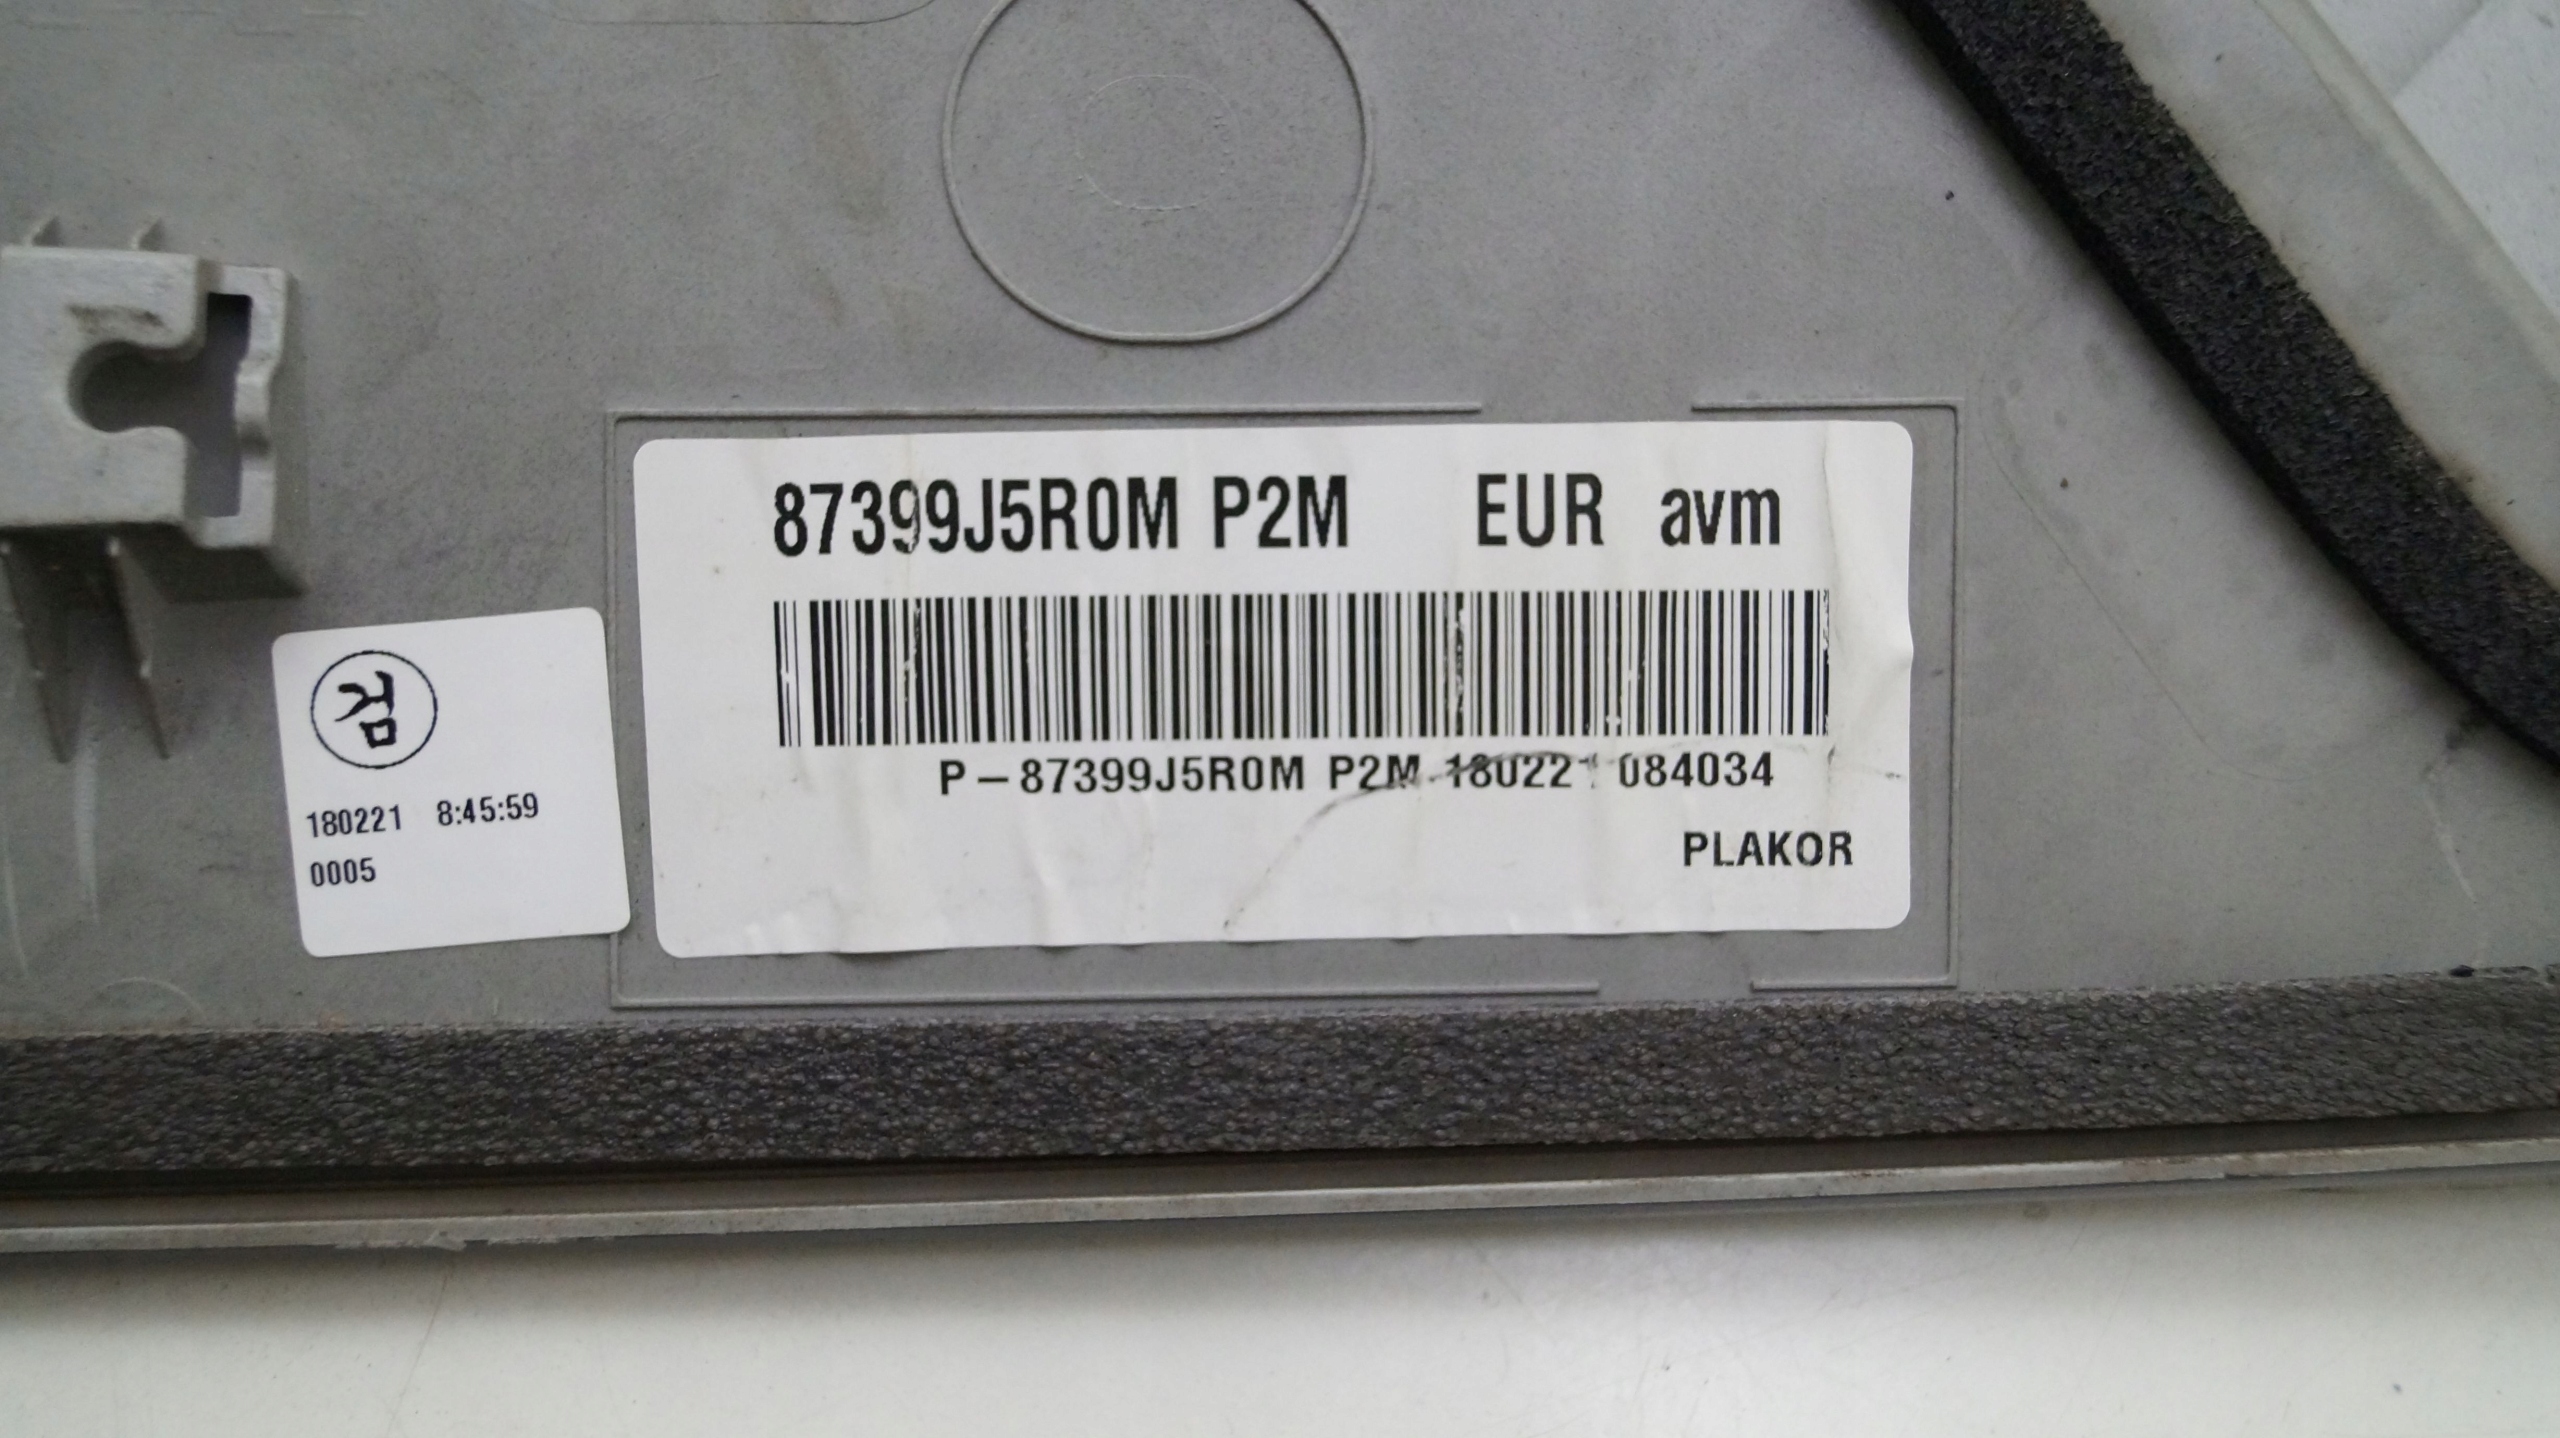 87399J5R0M P2M EUR avm
P-87399J5R0M P2M 180221 084034
PLAKOR
검
180221 8:45:59
0005